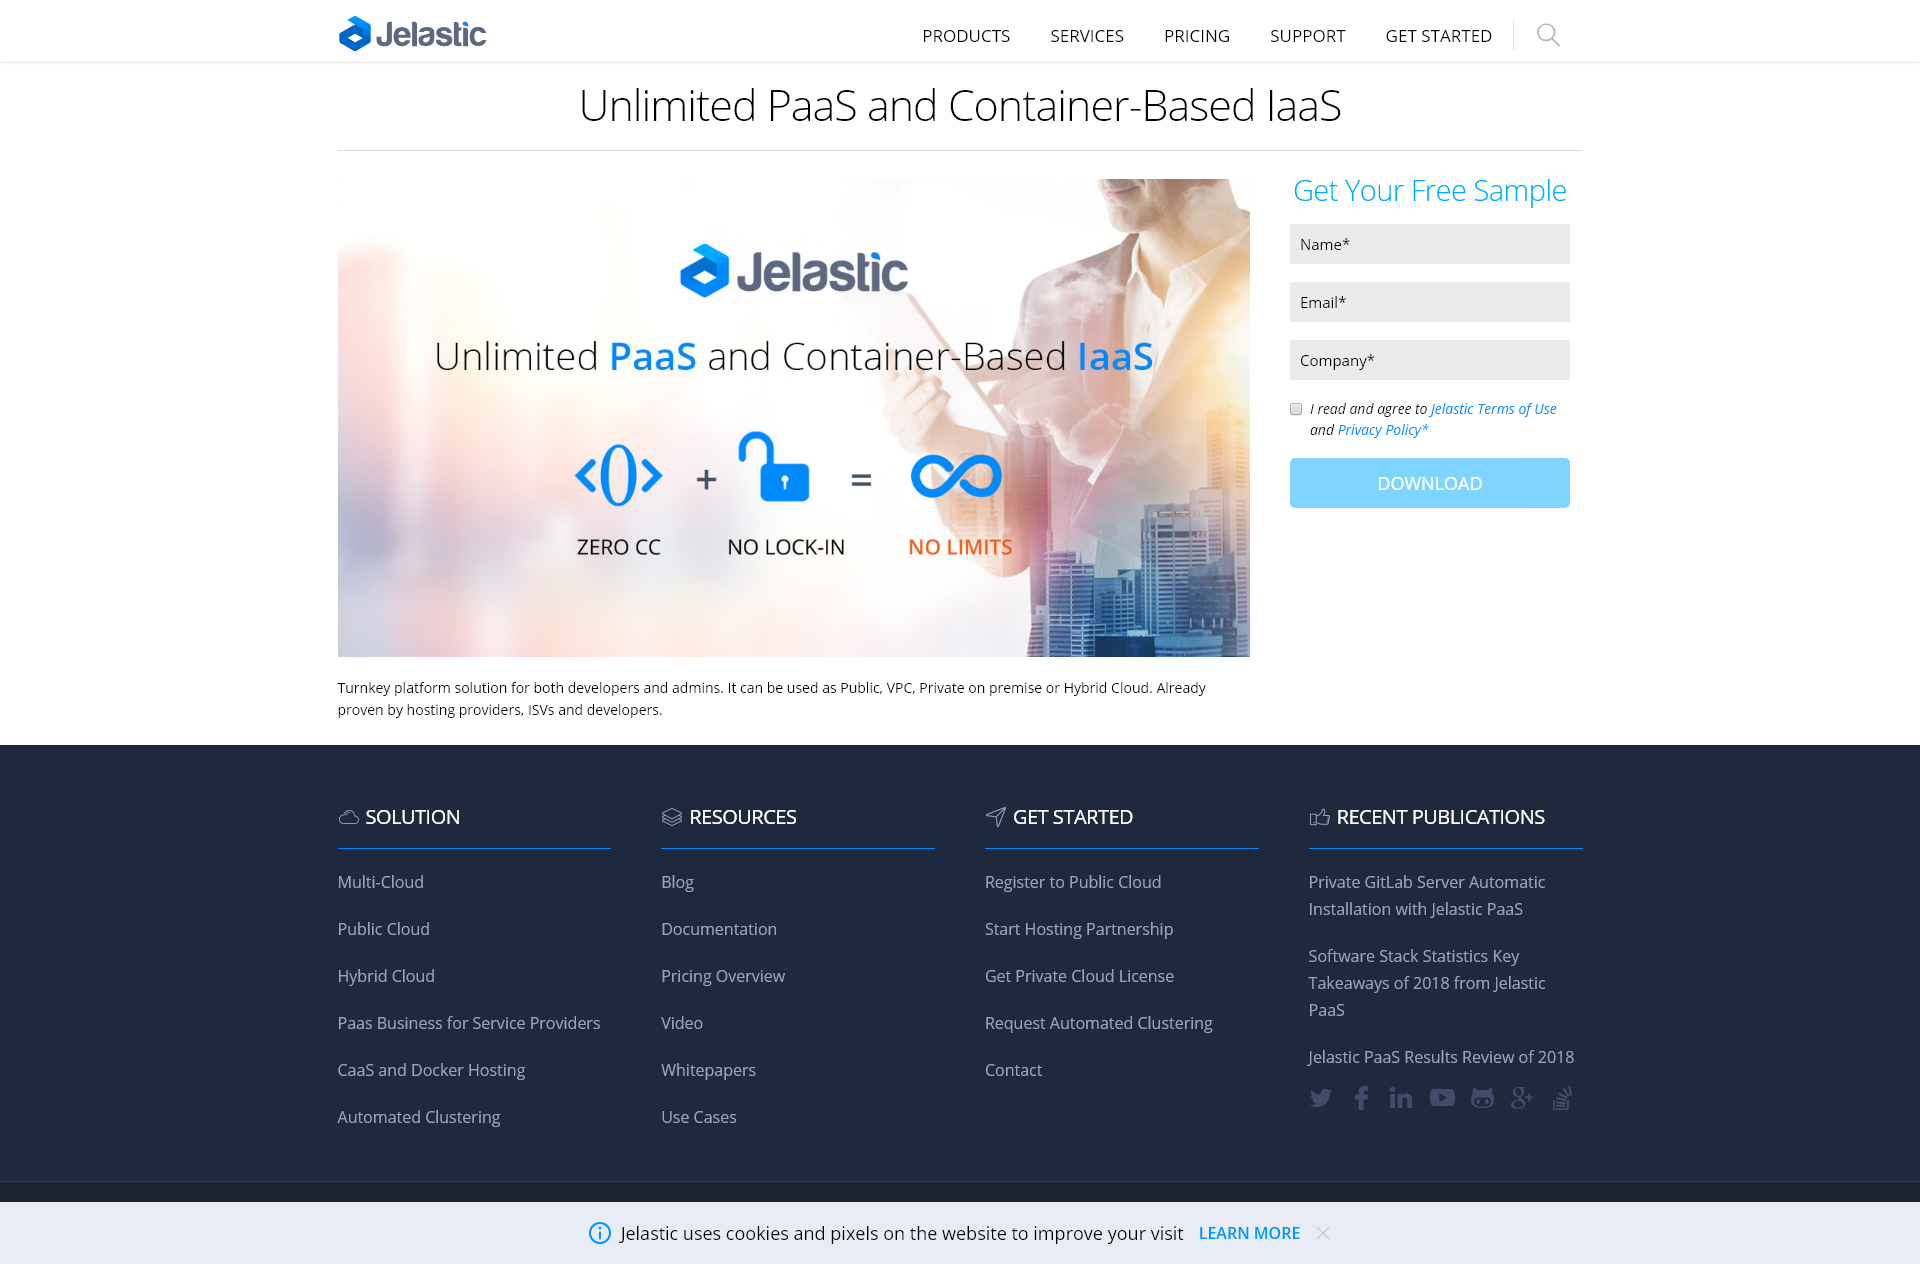 Jelastic
PRODUCTS SERVICES PRICING SUPPORT GET STARTED
Unlimited PaaS and Container-Based IaaS
Jelastic
Unlimited PaaS and Container-Based IaaS
<()> + =
ZERO CC NO LOCK-IN NO LIMITS
Turnkey platform solution for both developers and admins. It can be used as Public, VPC, Private on premise or Hybrid Cloud. Already
proven by hosting providers, ISVs and developers.
Get Your Free Sample
Name*
Email*
Company*
I read and agree to Jelastic Terms of Use
and Privacy Policy*
DOWNLOAD
SOLUTION
Multi-Cloud
Public Cloud
Hybrid Cloud
Paas Business for Service Providers
CaaS and Docker Hosting
Automated Clustering
RESOURCES
Blog
Documentation
Pricing Overview
Video
Whitepapers
Use Cases
GET STARTED
Register to Public Cloud
Start Hosting Partnership
Get Private Cloud License
Request Automated Clustering
Contact
RECENT PUBLICATIONS
Private GitLab Server Automatic
Installation with Jelastic PaaS
Software Stack Statistics Key
Takeaways of 2018 from Jelastic
PaaS
Jelastic PaaS Results Review of 2018
Jelastic uses cookies and pixels on the website to improve your visit LEARN MORE